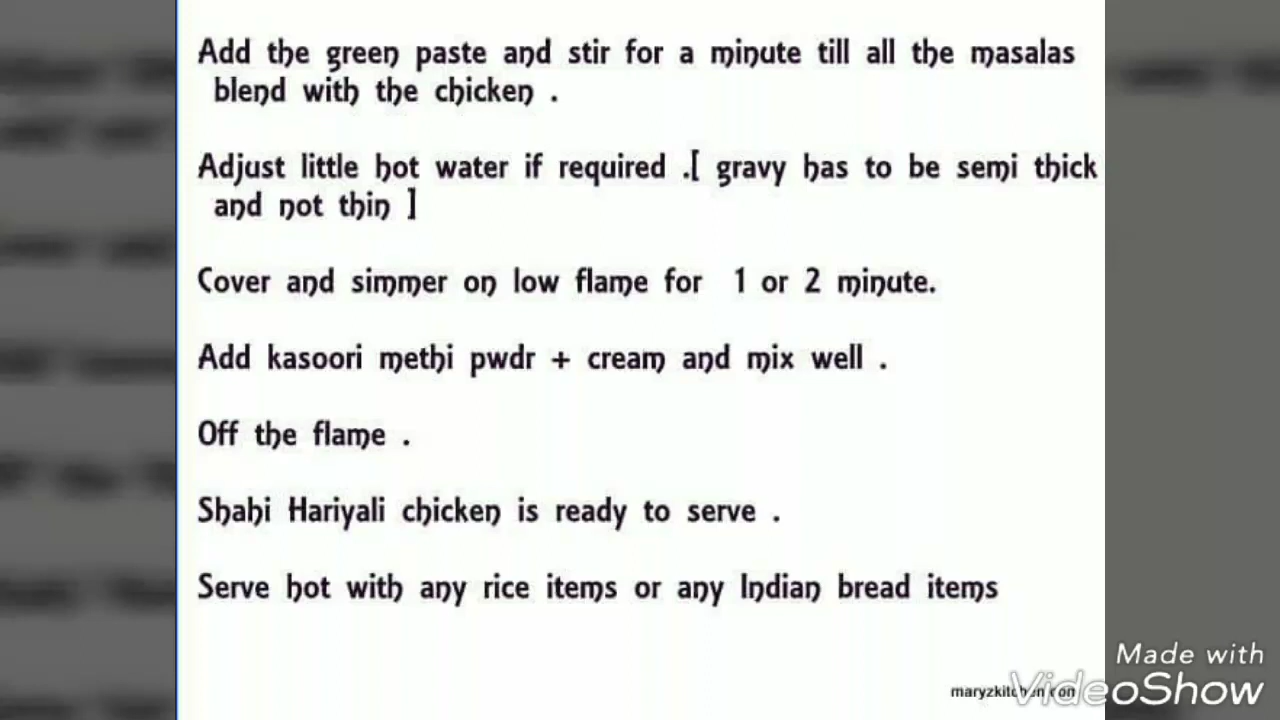 Add the green paste and stir for a minute till all the masalas
blend with the chicken .
Adjust little hot water if required .[ gravy has to be semi thick
and not thin ]
Cover and simmer on low flame for 1 or 2 minute.
Add kasoori methi pwdr + cream and mix well .
Off the flame .
Shahi Hariyali chicken is ready to serve .
Serve hot with any rice items or any Indian bread items
maryzkitchen.com
Made with
VideoShow